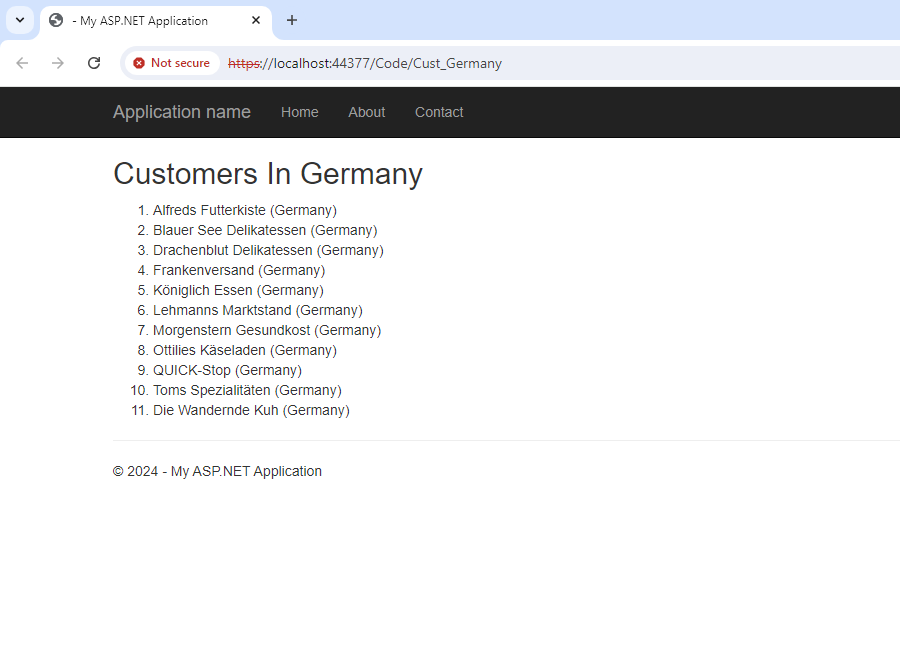 - My ASP.NET Application
Not secure https://localhost:44377/Code/Cust_Germany
Application name Home About Contact
Customers In Germany
1. Alfreds Futterkiste (Germany)
2. Blauer See Delikatessen (Germany)
3. Drachenblut Delikatessen (Germany)
4. Frankenversand (Germany)
5. Königlich Essen (Germany)
6. Lehmanns Marktstand (Germany)
7. Morgenstern Gesundkost (Germany)
8. Ottilies Käseladen (Germany)
9. QUICK-Stop (Germany)
10. Toms Spezialitäten (Germany)
11. Die Wandernde Kuh (Germany)
© 2024 - My ASP.NET Application